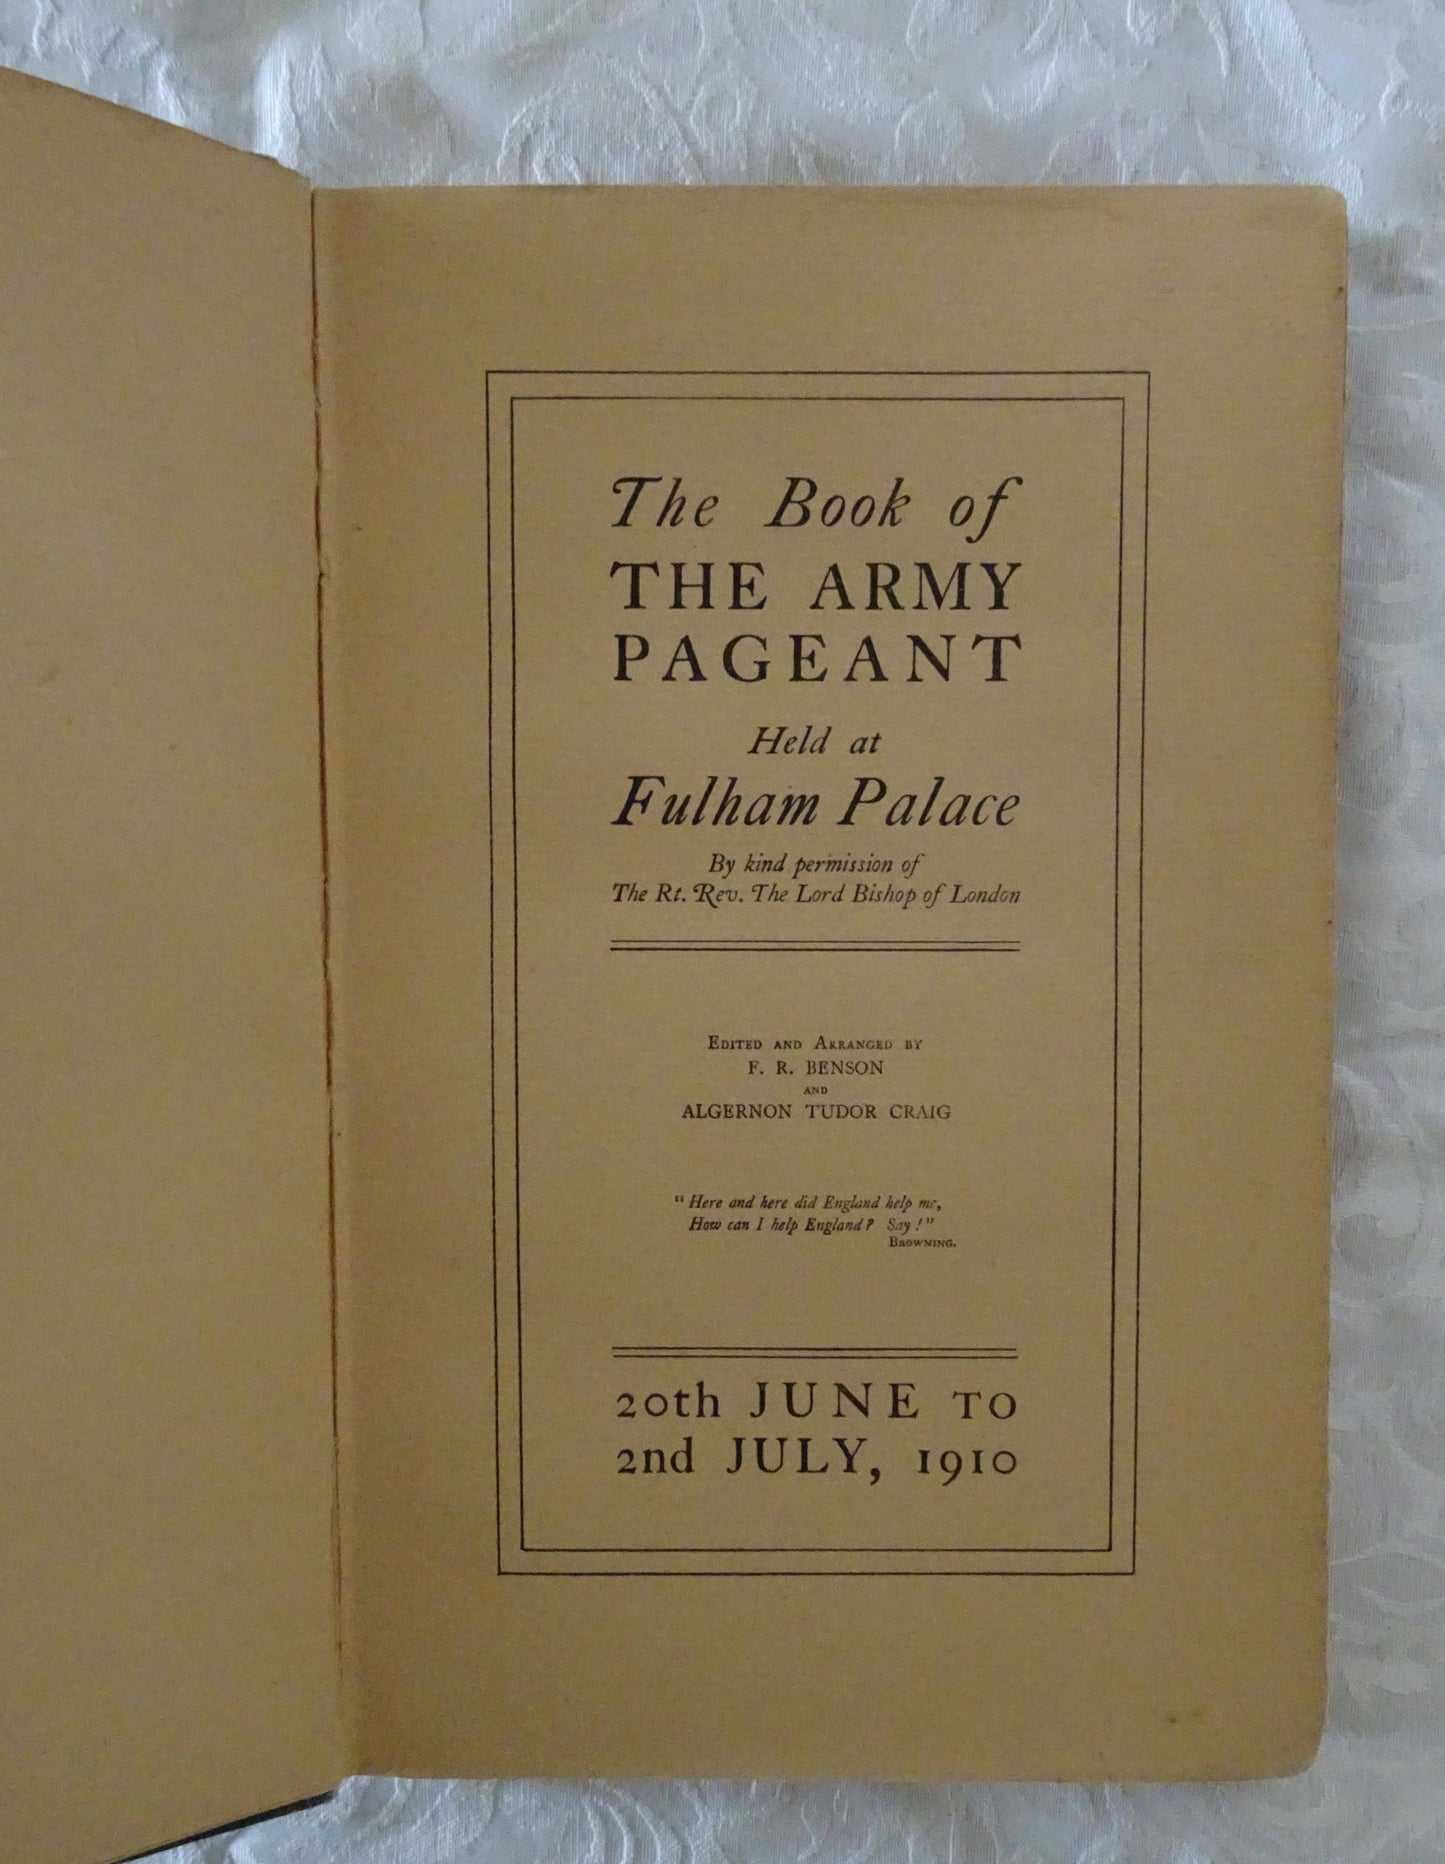 The Book of
THE ARMY
PAGEANT
Held at
Fulham Palace
By kind permission of
The Rt. Rev. The Lord Bishop of London
EDITED AND ARRANGED BY
F. R. BENSON
AND
ALGERNON TUDOR CRAIG
“Here and here did England help me,
How can I help England? Say!”
BROWNING.
20th JUNE TO
2nd JULY, 1910